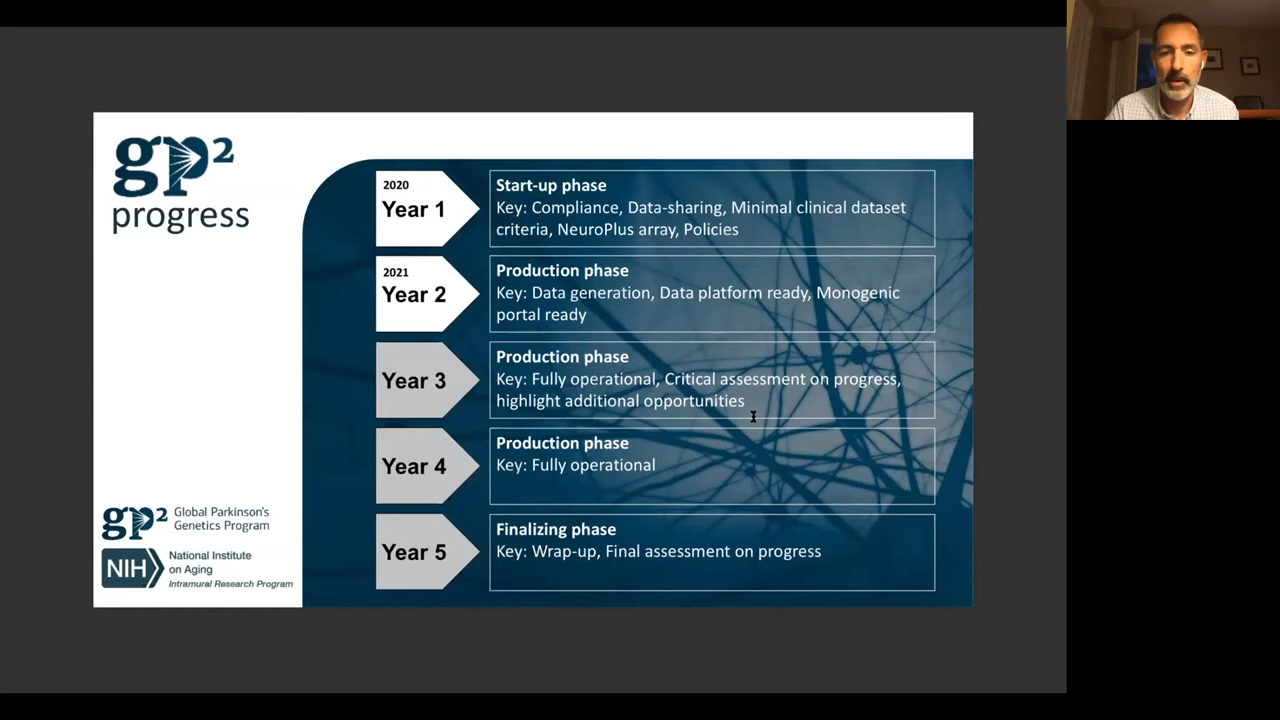 gp2
progress
2020
Year 1
Start-up phase
Key: Compliance, Data-sharing, Minimal clinical dataset
criteria, NeuroPlus array, Policies
2021
Year 2
Production phase
Key: Data generation, Data platform ready, Monogenic
portal ready
Year 3
Production phase
Key: Fully operational, Critical assessment on progress,
highlight additional opportunities
Year 4
Production phase
Key: Fully operational
Year 5
Finalizing phase
Key: Wrap-up, Final assessment on progress
gp2
Global Parkinson's
Genetics Program
NIH
National Institute
on Aging
Intramural Research Program